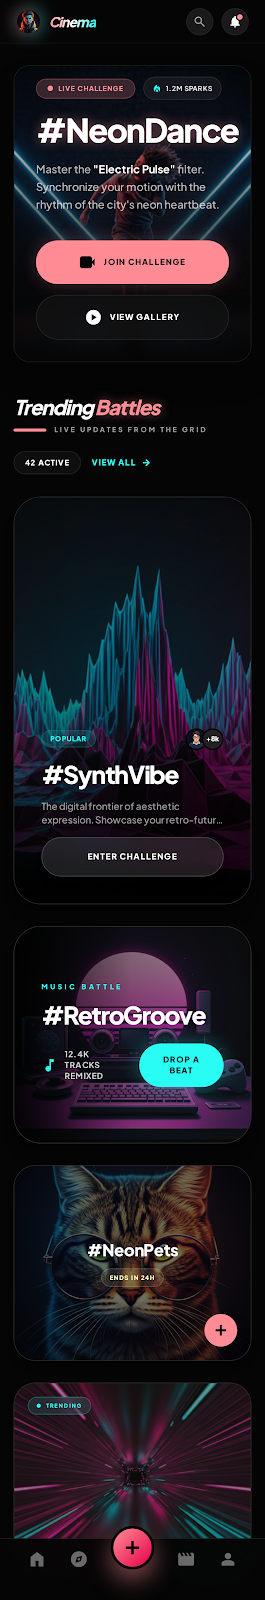 Cinema
LIVE CHALLENGE
1.2M SPARKS
#NeonDance
Master the "Electric Pulse" filter.
Synchronize your motion with the
rhythm of the city's neon heartbeat.
JOIN CHALLENGE
VIEW GALLERY
Trending Battles
LIVE UPDATES FROM THE GRID
42 ACTIVE
VIEW ALL →
POPULAR
+8k
#SynthVibe
The digital frontier of aesthetic
expression. Showcase your retro-futur...
ENTER CHALLENGE
MUSIC BATTLE
#RetroGroove
12.4K
TRACKS
REMIXED
DROP A
BEAT
#NeonPets
ENDS IN 24H
TRENDING